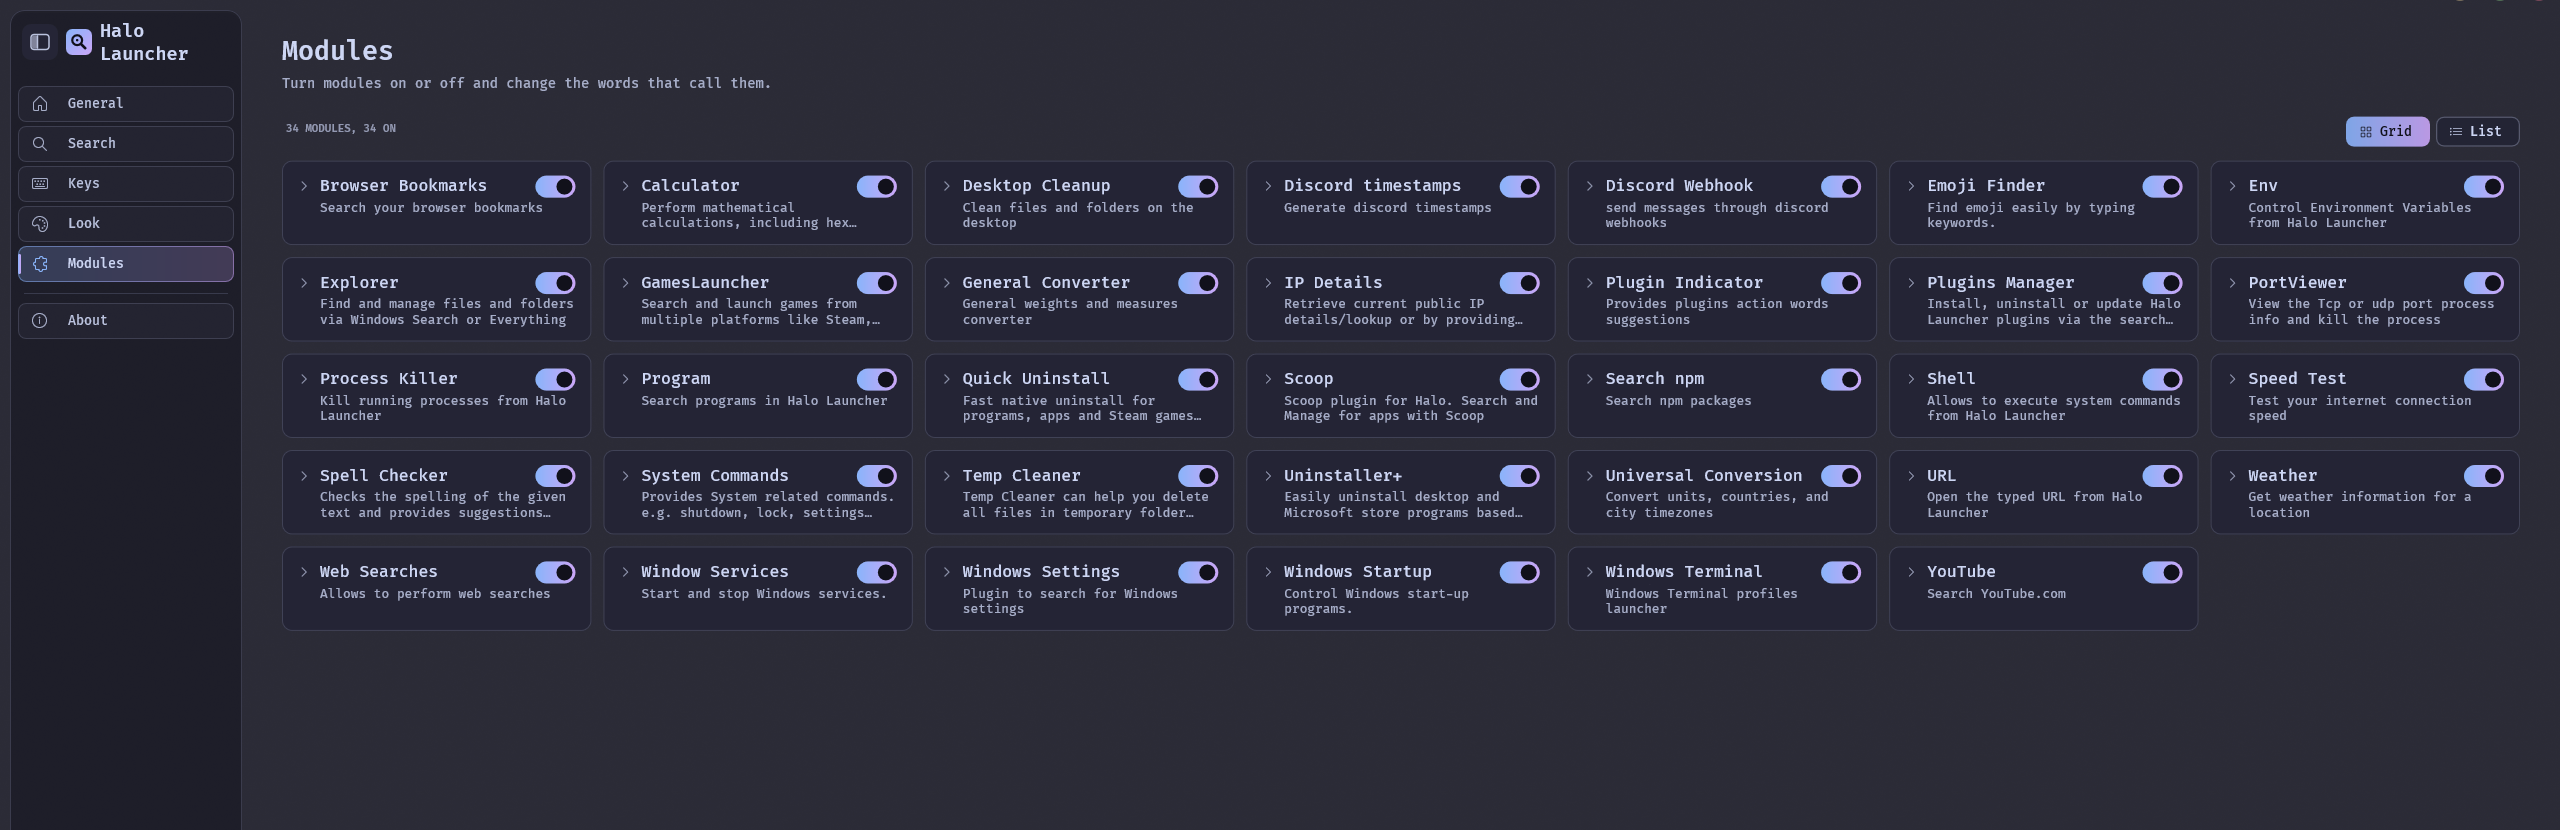 Halo
Launcher
General
Search
Keys
Look
Modules
About
Modules
Turn modules on or off and change the words that call them.
34 MODULES, 34 ON
Grid
List
Browser Bookmarks
Search your browser bookmarks
Calculator
Perform mathematical
calculations, including hex…
Desktop Cleanup
Clean files and folders on the
desktop
Discord timestamps
Generate discord timestamps
Discord Webhook
send messages through discord
webhooks
Emoji Finder
Find emoji easily by typing
keywords.
Env
Control Environment Variables
from Halo Launcher
Explorer
Find and manage files and folders
via Windows Search or Everything
GamesLauncher
Search and launch games from
multiple platforms like Steam,…
General Converter
General weights and measures
converter
IP Details
Retrieve current public IP
details/lookup or by providing…
Plugin Indicator
Provides plugins action words
suggestions
Plugins Manager
Install, uninstall or update Halo
Launcher plugins via the search…
PortViewer
View the Tcp or udp port process
info and kill the process
Process Killer
Kill running processes from Halo
Launcher
Program
Search programs in Halo Launcher
Quick Uninstall
Fast native uninstall for
programs, apps and Steam games…
Scoop
Scoop plugin for Halo. Search and
Manage for apps with Scoop
Search npm
Search npm packages
Shell
Allows to execute system commands
from Halo Launcher
Speed Test
Test your internet connection
speed
Spell Checker
Checks the spelling of the given
text and provides suggestions…
System Commands
Provides System related commands.
e.g. shutdown, lock, settings…
Temp Cleaner
Temp Cleaner can help you delete
all files in temporary folder…
Uninstaller+
Easily uninstall desktop and
Microsoft store programs based…
Universal Conversion
Convert units, countries, and
city timezones
URL
Open the typed URL from Halo
Launcher
Weather
Get weather information for a
location
Web Searches
Allows to perform web searches
Window Services
Start and stop Windows services.
Windows Settings
Plugin to search for Windows
settings
Windows Startup
Control Windows start-up
programs.
Windows Terminal
Windows Terminal profiles
launcher
YouTube
Search YouTube.com